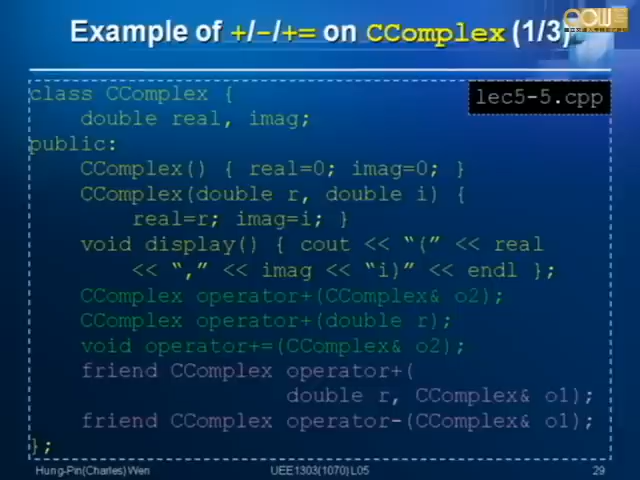 Example of +/-/+= on CComplex (1/3)
lec5-5.cpp
class CComplex {
double real, imag;
public:
CComplex() { real=0; imag=0; }
CComplex(double r, double i) {
real=r; imag=i; }
void display() { cout << “(” << real
<< “,” << imag << “i)” << endl };
CComplex operator+(CComplex& o2);
CComplex operator+(double r);
void operator+=(CComplex& o2);
friend CComplex operator+(
double r, CComplex& o1);
friend CComplex operator-(CComplex& o1);
};
Hung-Pin(Charles) Wen
UEE1303(1070) L05
29